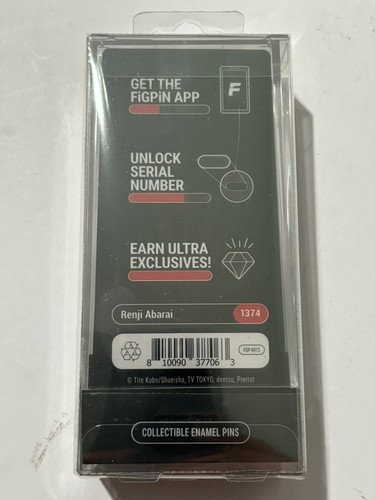 GET THE
FiGPiN APP
F
UNLOCK
SERIAL
NUMBER
EARN ULTRA
EXCLUSIVES!
Renji Abarai 1374
8 10090 37706 3
© Tite Kubo/Shueisha, TV TOKYO, dentsu, Pierrot
COLLECTIBLE ENAMEL PINS